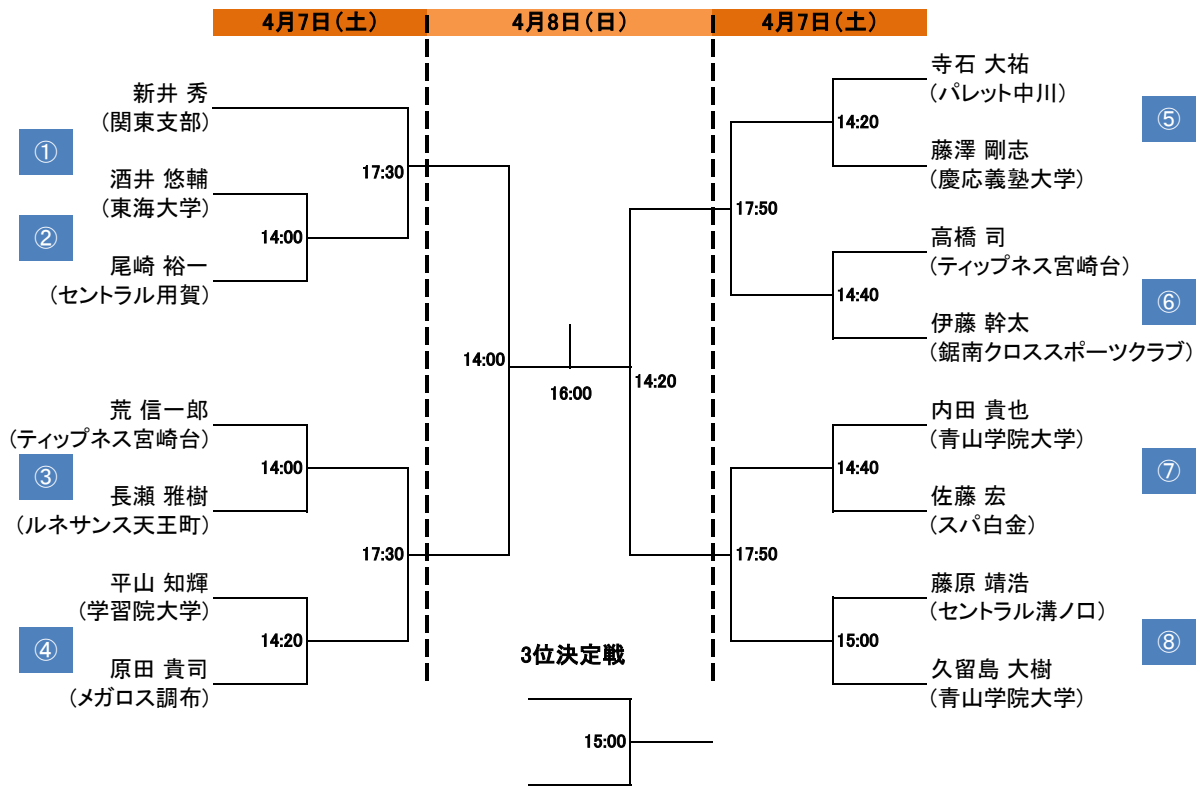 4月7日(土)
4月8日(日)
4月7日(土)
①
新井 秀
(関東支部)
17:30
②
酒井 悠輔
(東海大学)
14:00
尾崎 裕一
(セントラル用賀)
14:00
③
荒 信一郎
(ティップネス宮崎台)
14:00
長瀬 雅樹
(ルネサンス天王町)
17:30
④
平山 知輝
(学習院大学)
14:20
原田 貴司
(メガロス調布)
16:00
寺石 大祐
(パレット中川)
14:20
⑤
藤澤 剛志
(慶応義塾大学)
17:50
高橋 司
(ティップネス宮崎台)
14:40
⑥
伊藤 幹太
(鋸南クロススポーツクラブ)
14:20
内田 貴也
(青山学院大学)
14:40
⑦
佐藤 宏
(スパ白金)
17:50
藤原 靖浩
(セントラル溝ノ口)
15:00
⑧
久留島 大樹
(青山学院大学)
3位決定戦
15:00